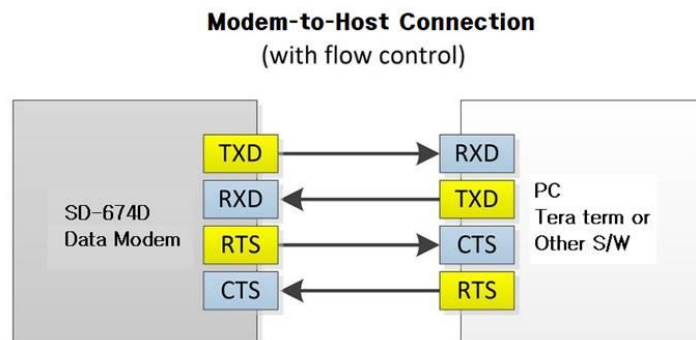 Modem-to-Host Connection
(with flow control)
TXD
RXD
RTS
CTS
SD-674D
Data Modem
RXD
TXD
CTS
RTS
PC
Tera term or
Other S/W